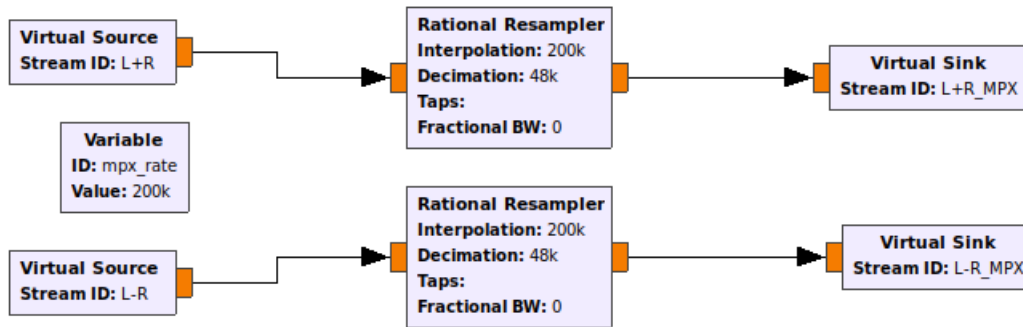 Virtual Source
Stream ID: L+R
Rational Resampler
Interpolation: 200k
Decimation: 48k
Taps:
Fractional BW: 0
Virtual Sink
Stream ID: L+R_MPX
Variable
ID: mpx_rate
Value: 200k
Virtual Source
Stream ID: L-R
Rational Resampler
Interpolation: 200k
Decimation: 48k
Taps:
Fractional BW: 0
Virtual Sink
Stream ID: L-R_MPX